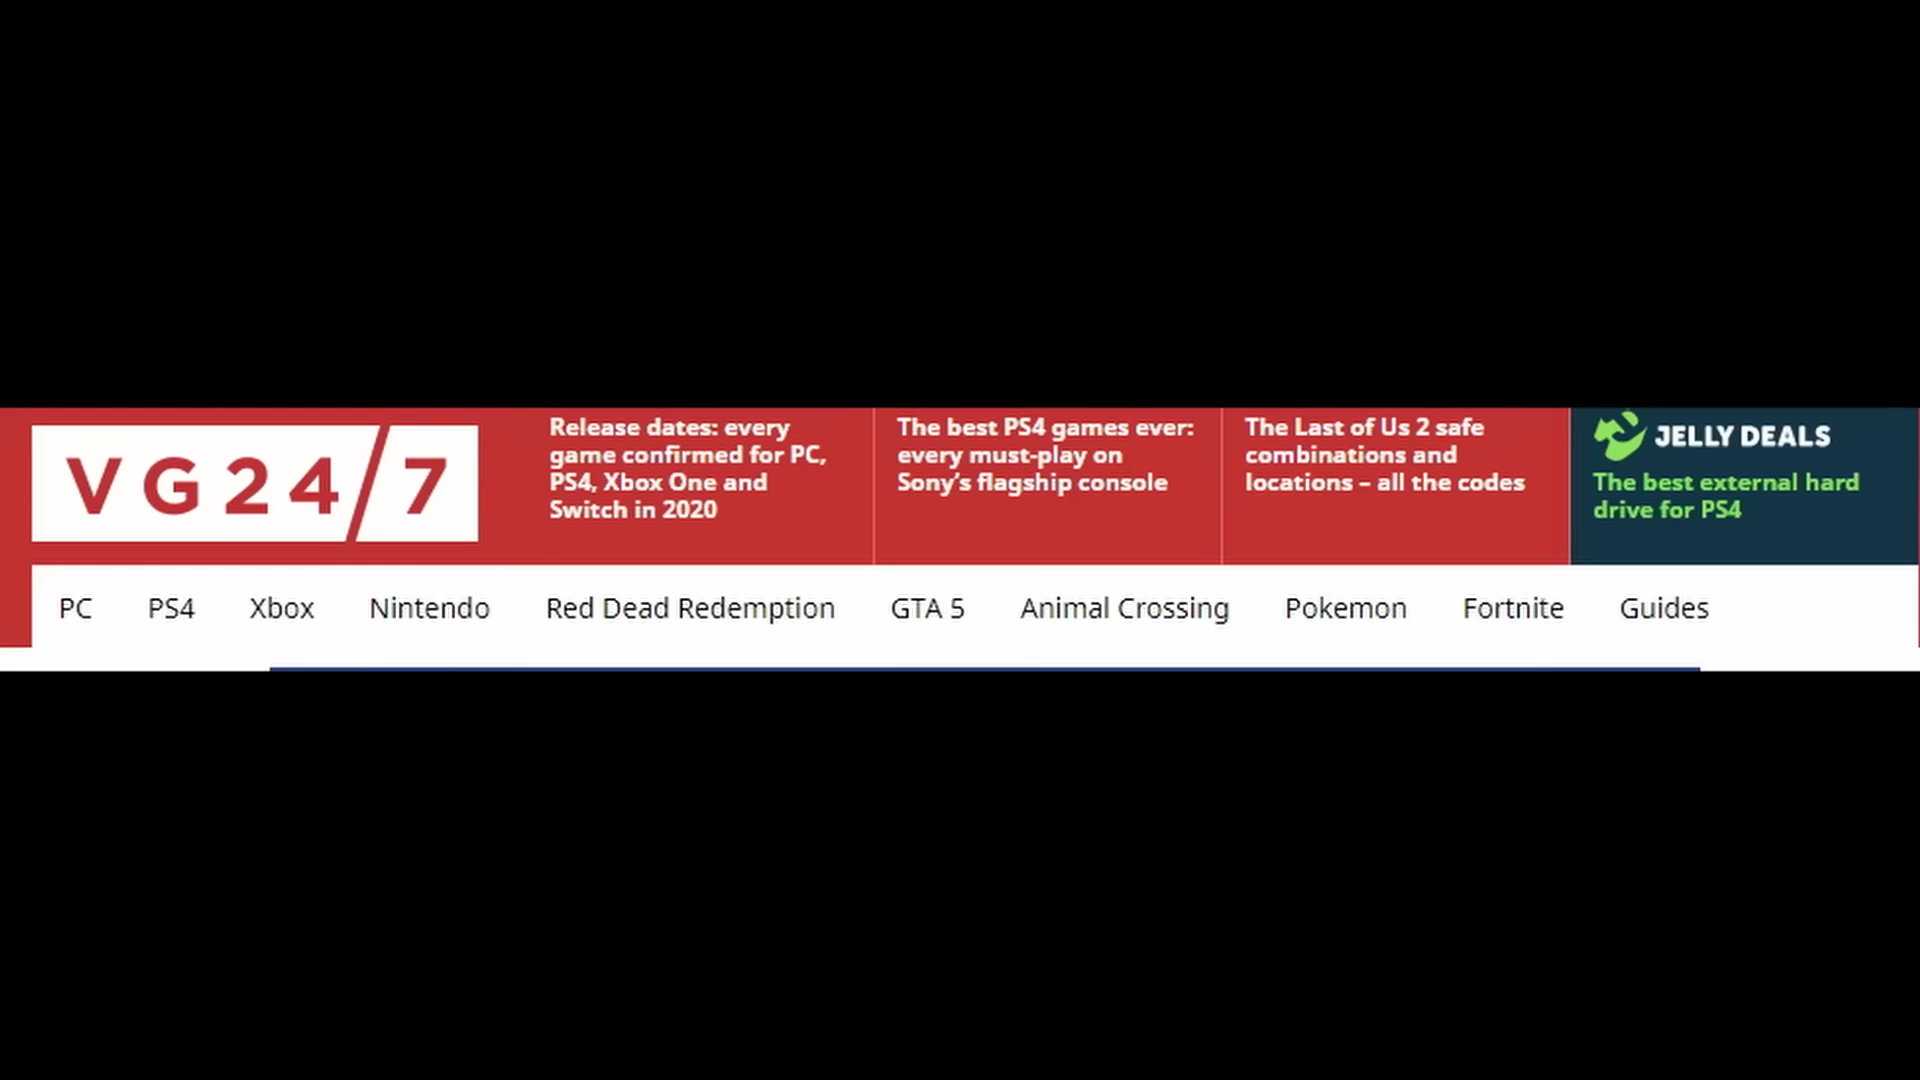 VG24/7
Release dates: every
game confirmed for PC,
PS4, Xbox One and
Switch in 2020
The best PS4 games ever:
every must-play on
Sony’s flagship console
The Last of Us 2 safe
combinations and
locations – all the codes
JELLY DEALS
The best external hard
drive for PS4
PC PS4 Xbox Nintendo Red Dead Redemption GTA 5 Animal Crossing Pokemon Fortnite Guides